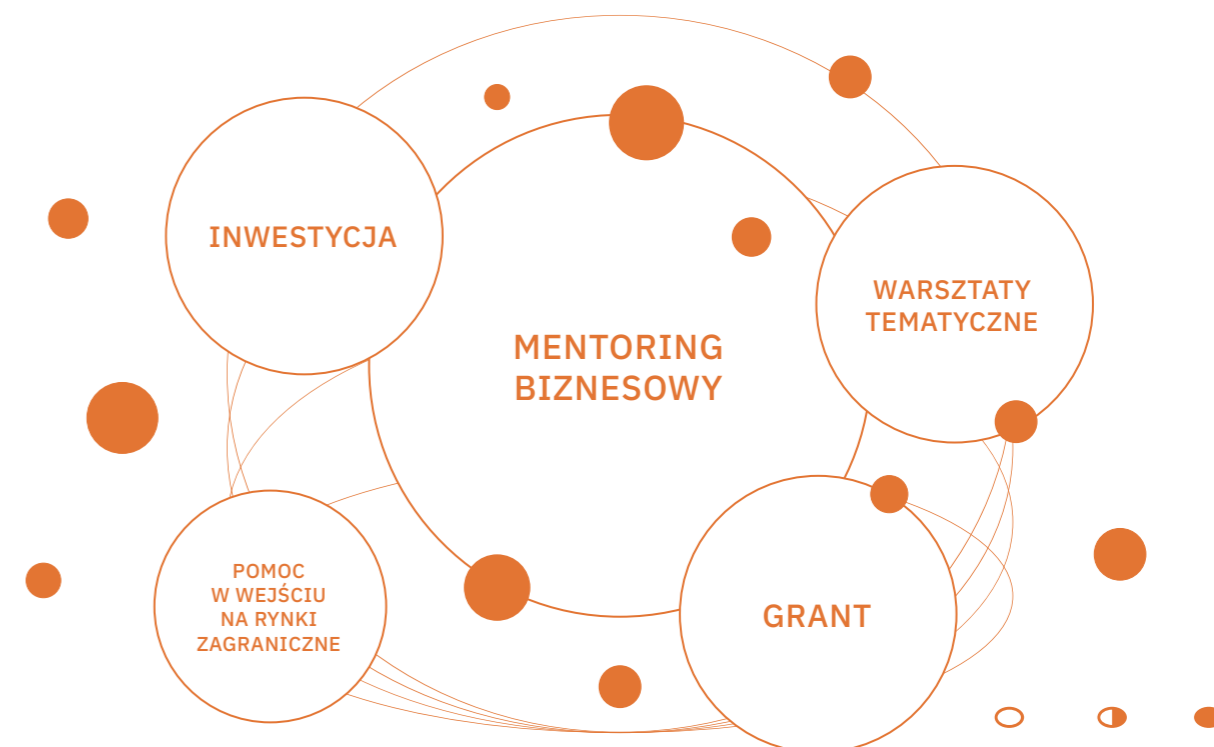 INWESTYCJA
WARSZTATY
TEMATYCZNE
MENTORING
BIZNESOWY
POMOC
W WEJŚCIU
NA RYNKI
ZAGRANICZNE
GRANT